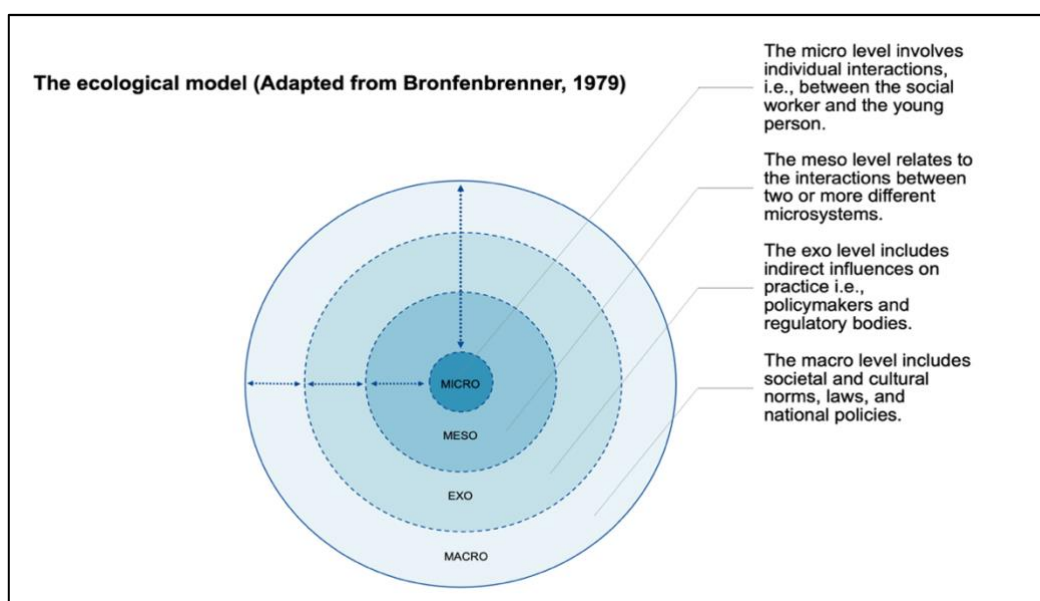 The ecological model (Adapted from Bronfenbrenner, 1979)
The micro level involves
individual interactions,
i.e., between the social
worker and the young
person.
The meso level relates to
the interactions between
two or more different
microsystems.
The exo level includes
indirect influences on
practice i.e.,
policymakers and
regulatory bodies.
The macro level includes
societal and cultural
norms, laws, and
national policies.
MICRO
MESO
EXO
MACRO